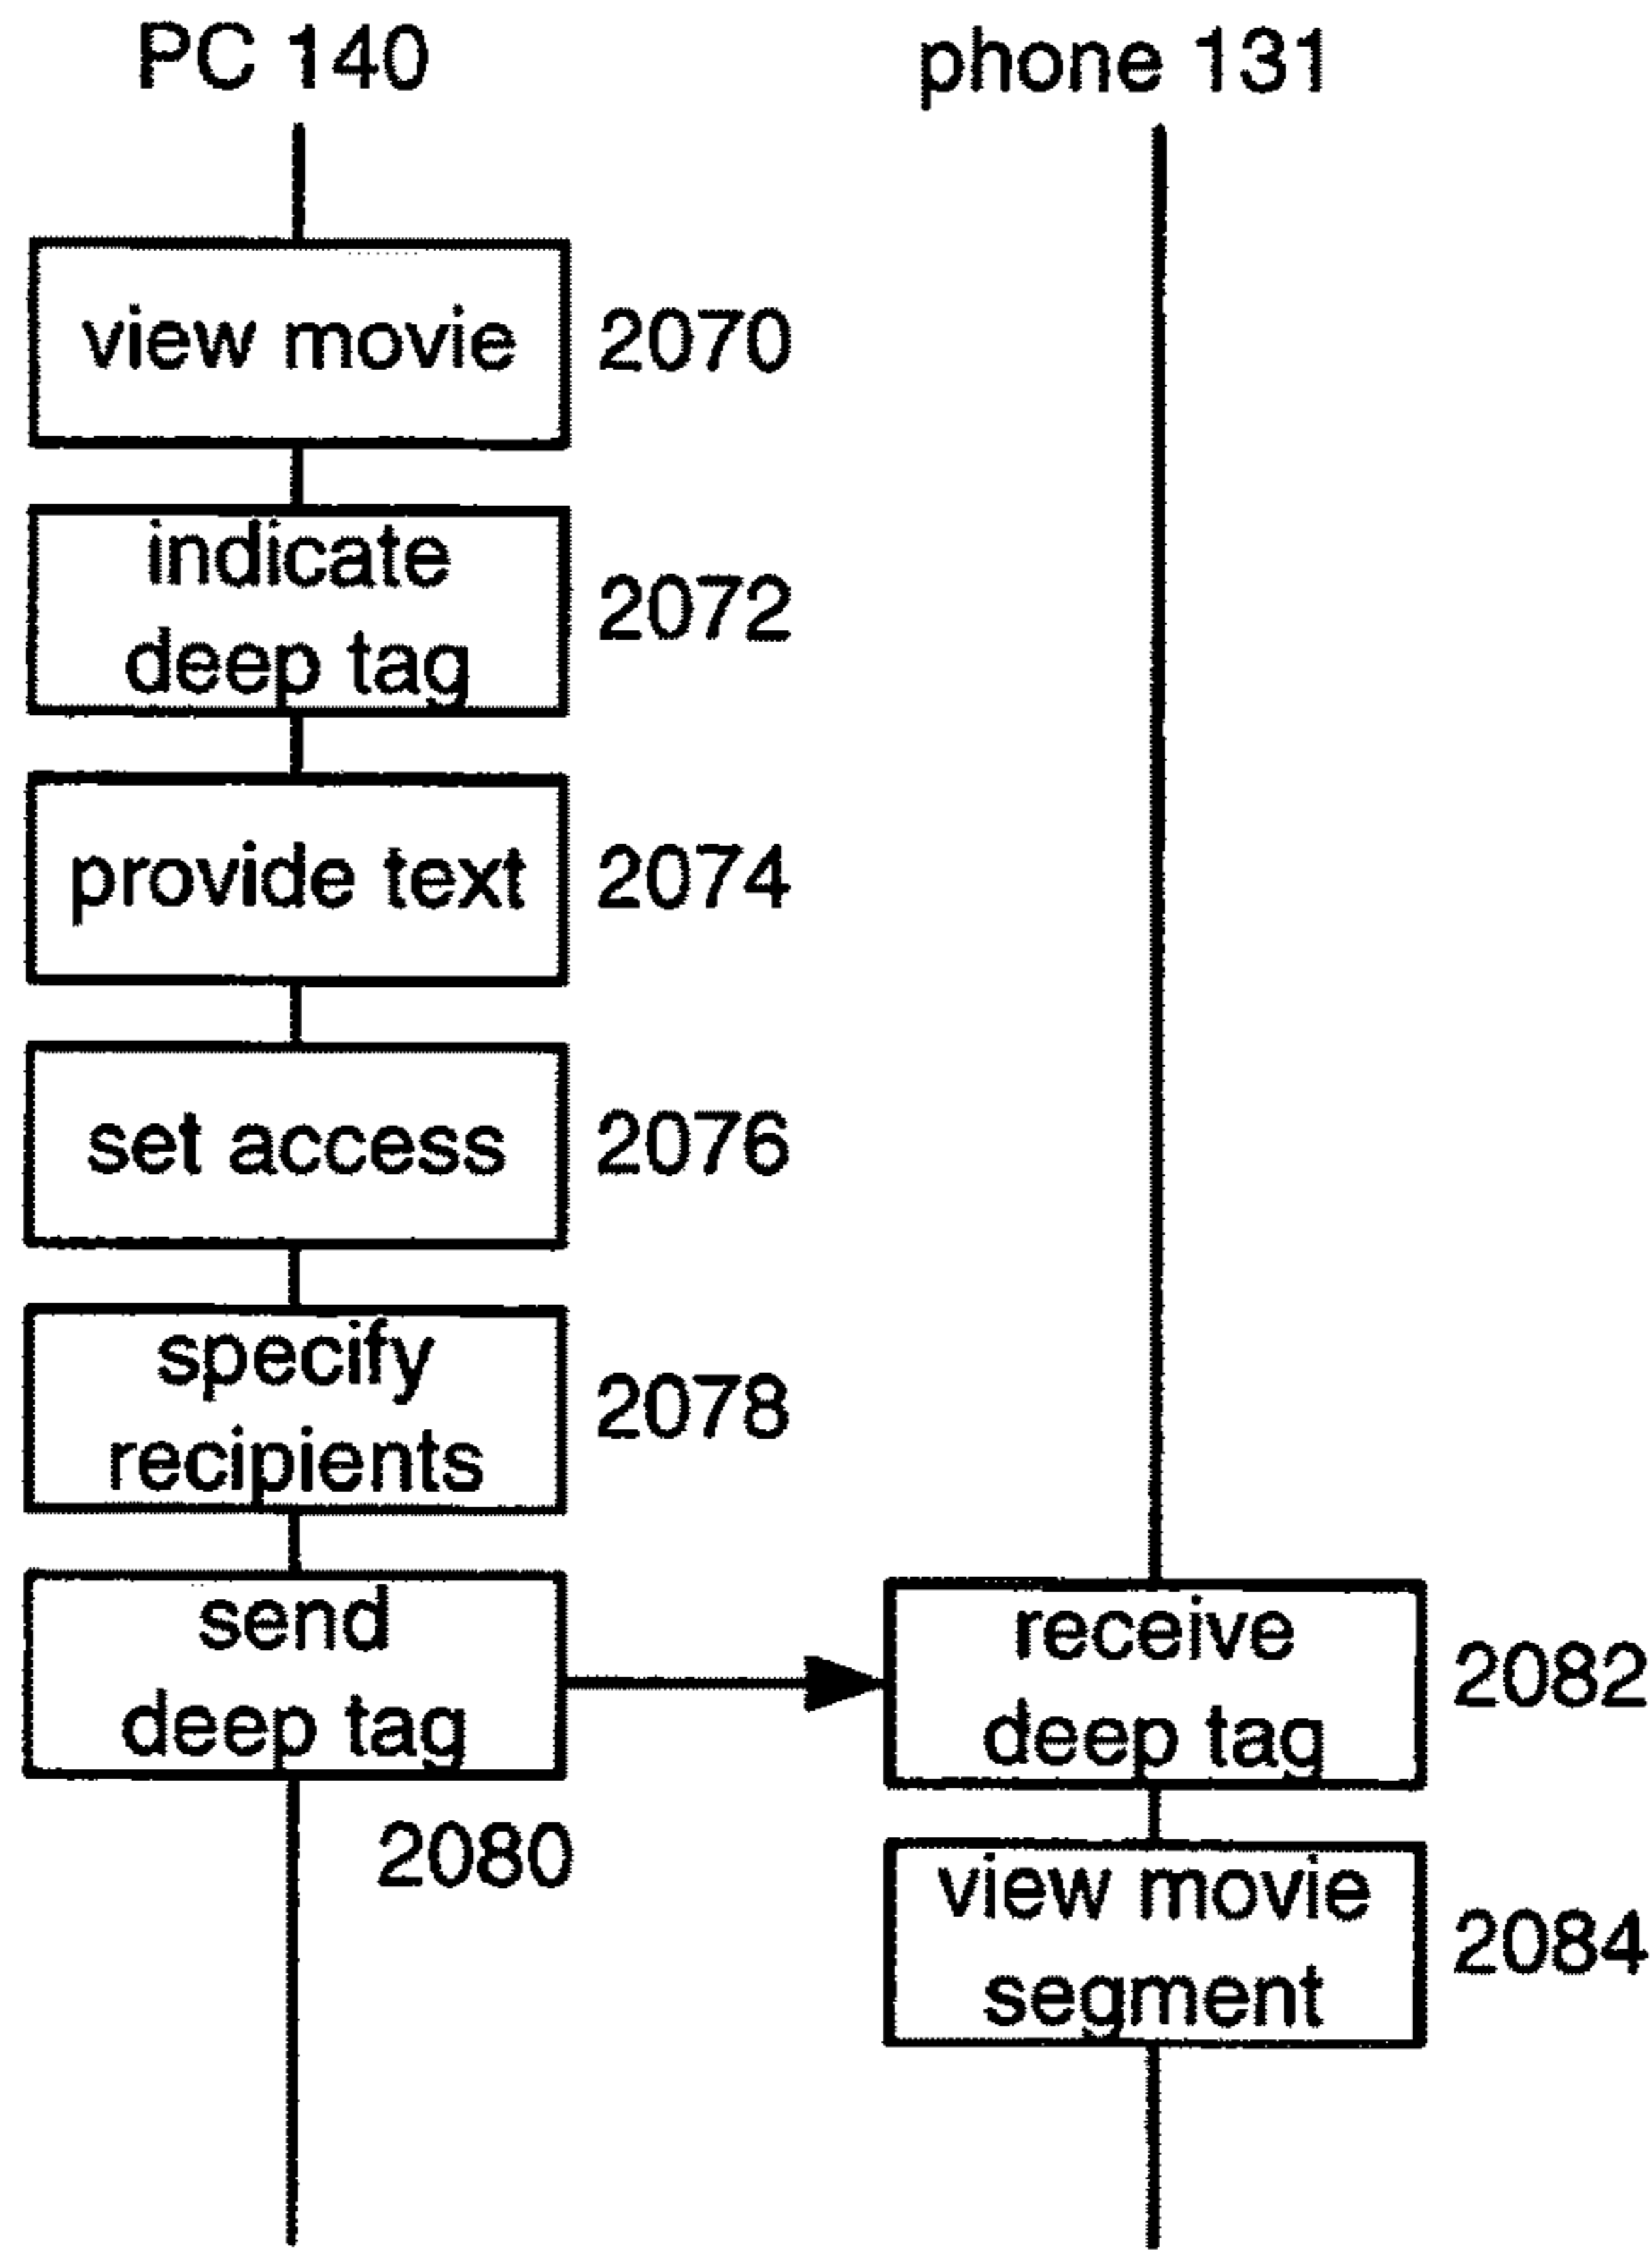 PC 140
phone 131
view movie
2070
indicate
deep tag
2072
provide text
2074
set access
2076
specify
recipients
2078
send
deep tag
2080
receive
deep tag
2082
view movie
segment
2084